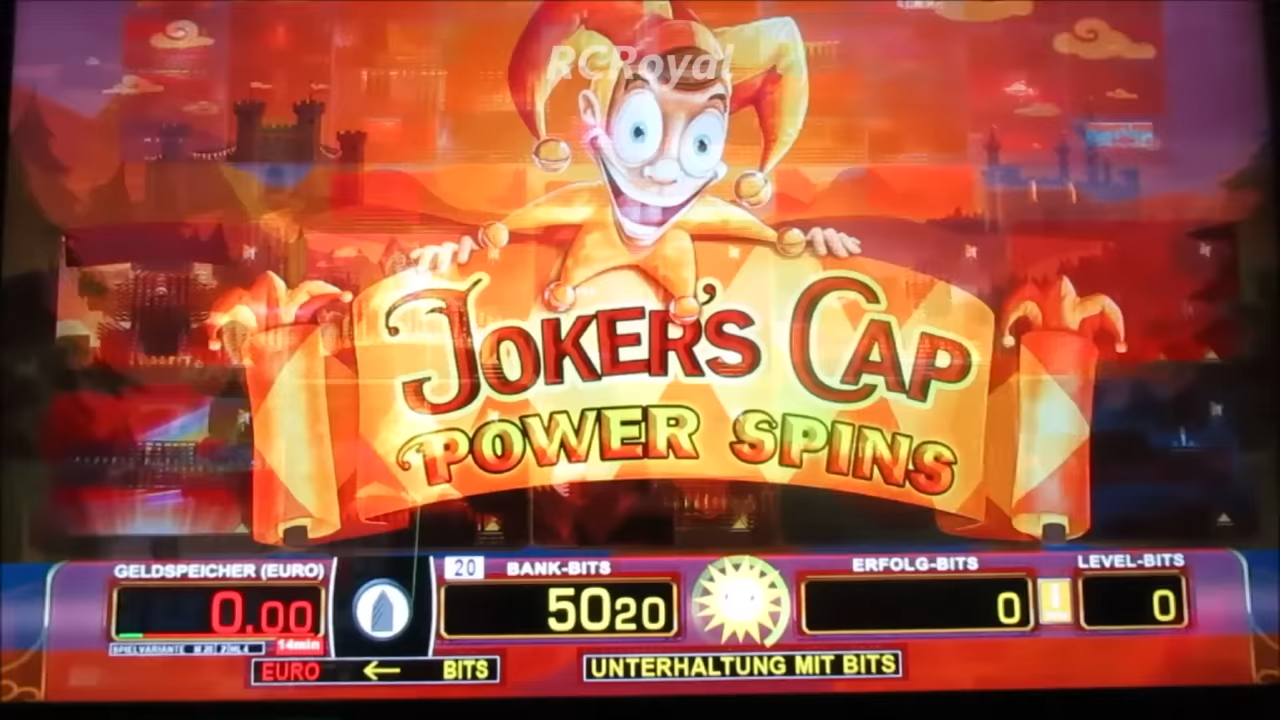 RCRoyal
JOKER'S CAP
POWER SPINS
GELDSPEICHER (EURO)
20 BANK-BITS
ERFOLG-BITS
LEVEL-BITS
0.00
5020
0
!
0
SPIELVARIANTE
14min
EURO ← BITS
UNTERHALTUNG MIT BITS